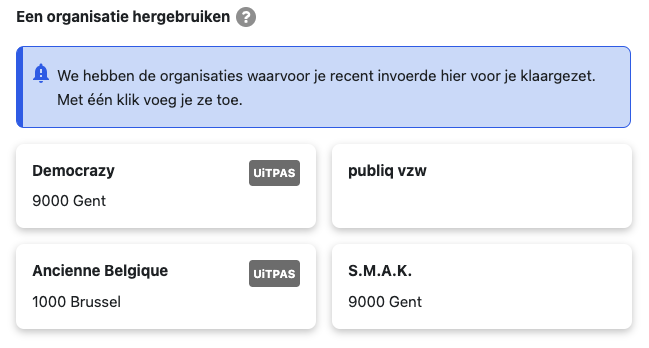 Een organisatie hergebruiken ?
We hebben de organisaties waarvoor je recent invoerde hier voor je klaargezet.
Met één klik voeg je ze toe.
Democrazy UiTPAS
9000 Gent
publiq vzw
Ancienne Belgique UiTPAS
1000 Brussel
S.M.A.K.
9000 Gent